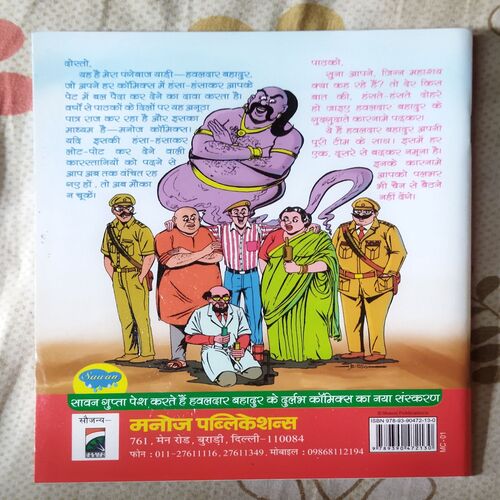 दोस्तो,
यह है मेरा पंगेबाज यादी—हवलदार बहादुर,
जो अपने हर कॉमिक्स में हंसा-हंसाकर आपके
पेट में बल पैदा कर देने का दावा करता है।
वर्षों से पाठकों के दिलों पर यह अनूठा
पात्र राज कर रहा है और इसका
माध्यम है—मनोज कॉमिक्स।
यदि इसकी हंसा-हंसाकर
लोट-पोट कर देने वाली
कारस्तानियों को पढ़ने से
आप अब तक वंचित रह
गए हों, तो अब मौका
न चूकें।
पाठको,
सुना आपने, जिन्न महाशय
क्या कह रहे हैं? तो देर किस
बात की, हंसते-हंसते दोहरे
हो जाइए हवलदार बहादुर के
चुलबुलाते कारनामे पढ़कर।
ये हैं हवलदार बहादुर अपनी
पूरी टीम के साथ। इसमें हर
एक, दूसरे से बढ़कर नमूना है।
इनके कारनामे
आपको पलभर
भी चैन से बैठने
नहीं देंगे।
Sawan
सावन गुप्ता पेश करते हैं हवलदार बहादुर के दुर्लभ कॉमिक्स का नया संस्करण
सौजन्य-
मनोज पब्लिकेशन्स
761, मेन रोड, बुराड़ी, दिल्ली-110084
फोन : 011-27611116, 27611349, मोबाइल : 09868112194
ISBN 978-93-90472-13-0
9789390472130
MC-01